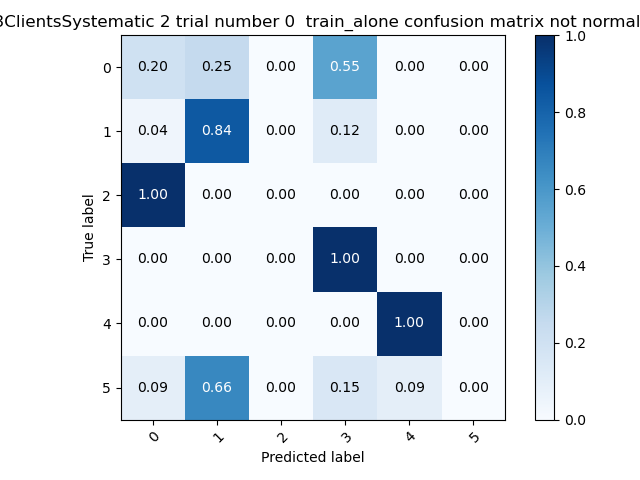 3ClientsSystematic 2 trial number 0  train_alone confusion matrix not normal
0 0.20 0.25 0.00 0.55 0.00 0.00
1 0.04 0.84 0.00 0.12 0.00 0.00
2 1.00 0.00 0.00 0.00 0.00 0.00
3 0.00 0.00 0.00 1.00 0.00 0.00
4 0.00 0.00 0.00 0.00 1.00 0.00
5 0.09 0.66 0.00 0.15 0.09 0.00
0 1 2 3 4 5
True label
Predicted label
1.0
0.8
0.6
0.4
0.2
0.0